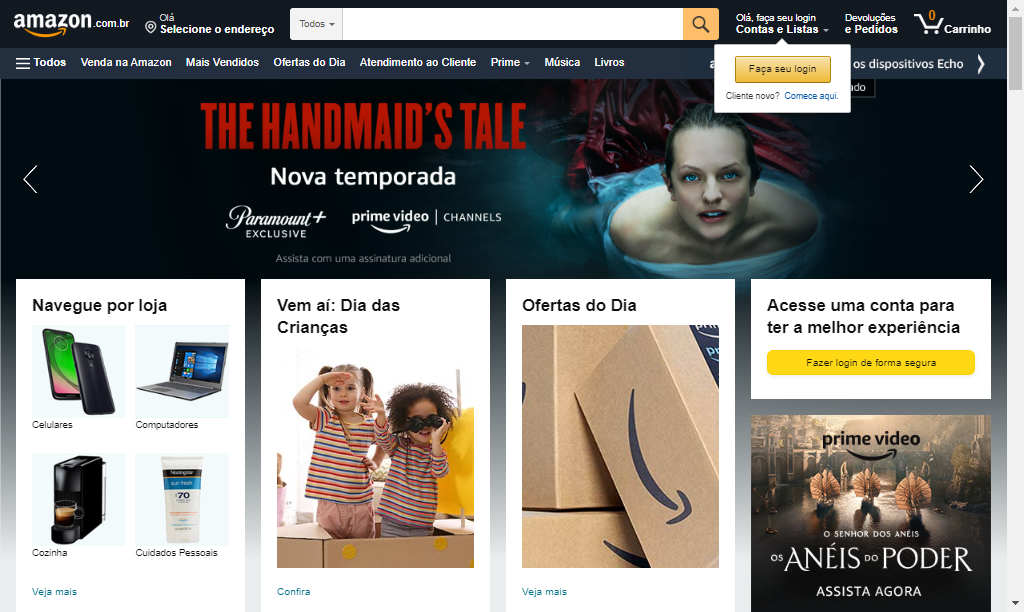 amazon.com.br
Olá
Selecione o endereço
Todos
Olá, faça seu login
Contas e Listas
Devoluções
e Pedidos
0
Carrinho
Todos
Venda na Amazon
Mais Vendidos
Ofertas do Dia
Atendimento ao Cliente
Prime
Música
Livros
os dispositivos Echo
Faça seu login
Cliente novo? Comece aqui.
THE HANDMAID'S TALE
Nova temporada
Paramount+
EXCLUSIVE
prime video | CHANNELS
Assista com uma assinatura adicional
Navegue por loja
Celulares
Computadores
Neutrogena
sun fresh
70
Cozinha
Cuidados Pessoais
Veja mais
Vem aí: Dia das
Crianças
Confira
Ofertas do Dia
Veja mais
Acesse uma conta para
ter a melhor experiência
Fazer login de forma segura
prime video
O SENHOR DOS ANÉIS
OS ANÉIS DO PODER
ASSISTA AGORA